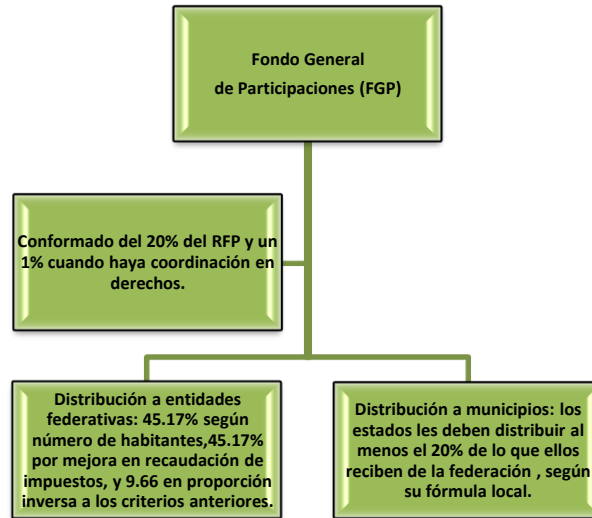 Fondo General
de Participaciones (FGP)
Conformado del 20% del RFP y un
1% cuando haya coordinación en
derechos.
Distribución a entidades
federativas: 45.17% según
número de habitantes,45.17%
por mejora en recaudación de
impuestos, y 9.66 en proporción
inversa a los criterios anteriores.
Distribución a municipios: los
estados les deben distribuir al
menos el 20% de lo que ellos
reciben de la federación , según
su fórmula local.